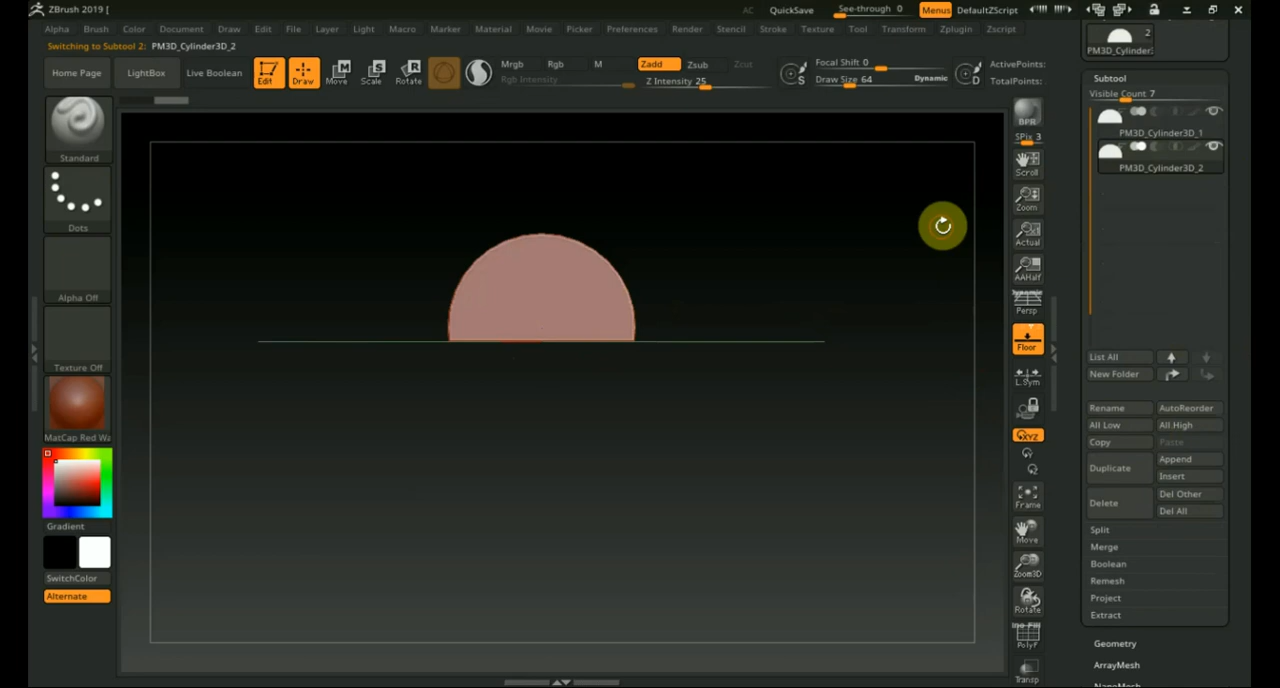 ZBrush 2019 [
AC QuickSave See-through 0 Menus DefaultZScript
Alpha Brush Color Document Draw Edit File Layer Light Macro Marker Material Movie Picker Preferences Render Stencil Stroke Texture Tool Transform Zplugin Zscript
Switching to Subtool 2: PM3D_Cylinder3D_2
Home Page LightBox Live Boolean Edit Draw Move Scale Rotate
Mrgb Rgb M Zadd Zsub Zcut
Rgb Intensity Z Intensity 25
Focal Shift 0
Draw Size 64 Dynamic
ActivePoints:
TotalPoints:
Standard
Dots
Alpha Off
Texture Off
MatCap Red Wa
Gradient
SwitchColor
Alternate
BPR
SPix 3
Scroll
Zoom
Actual
AAHalf
Dynamic
Persp
Floor
L.Sym
XYZ
Frame
Move
Zoom3D
Rotate
PolyF
Transp
2
PM3D_Cylinder:
Subtool
Visible Count 7
PM3D_Cylinder3D_1
PM3D_Cylinder3D_2
List All
New Folder
Rename AutoReorder
All Low All High
Copy Paste
Duplicate Append
Insert
Delete Del Other
Del All
Split
Merge
Boolean
Remesh
Project
Extract
Geometry
ArrayMesh
NanoMesh